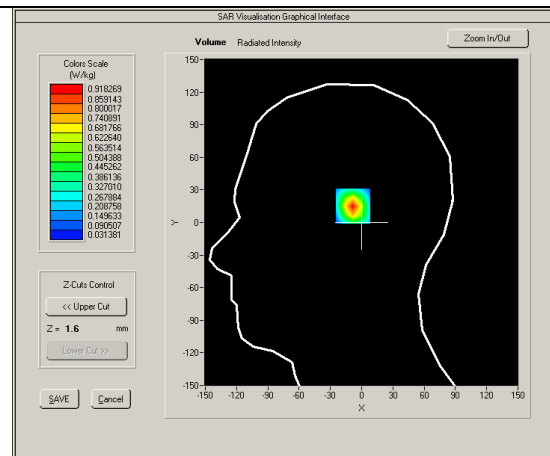 SAR Visualisation Graphical Interface
Volume Radiated Intensity
Zoom In/Out
Colors Scale
(W/kg)
0.918269
0.859143
0.800017
0.740891
0.681766
0.622640
0.563514
0.504388
0.445262
0.386136
0.327010
0.267884
0.208758
0.149633
0.090507
0.031381
Z-Cuts Control
<< Upper Cut
Z = 1.6 mm
Lower Cut >>
SAVE Cancel
150
120
90
60
30
0
-30
-60
-90
-120
-150
Y
-150 -120 -90 -60 -30 0 30 60 90 120 150
X